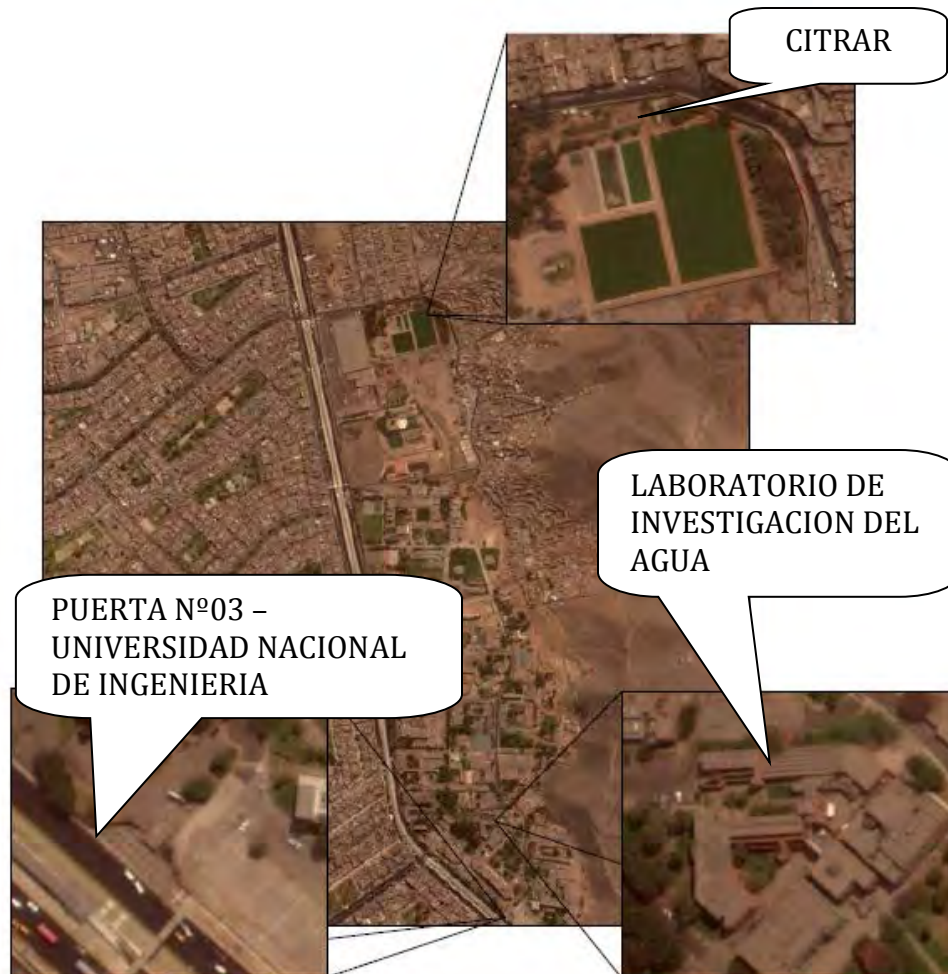 CITRAR
LABORATORIO DE
INVESTIGACION DEL
AGUA
PUERTA Nº03 –
UNIVERSIDAD NACIONAL
DE INGENIERIA